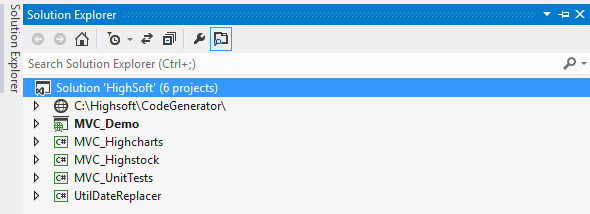 Solution Explorer
Solution Explorer
Search Solution Explorer (Ctrl+;)
Solution 'HighSoft' (6 projects)
C:\Highsoft\CodeGenerator\
MVC_Demo
C# MVC_Highcharts
C# MVC_Highstock
C# MVC_UnitTests
C# UtilDateReplacer